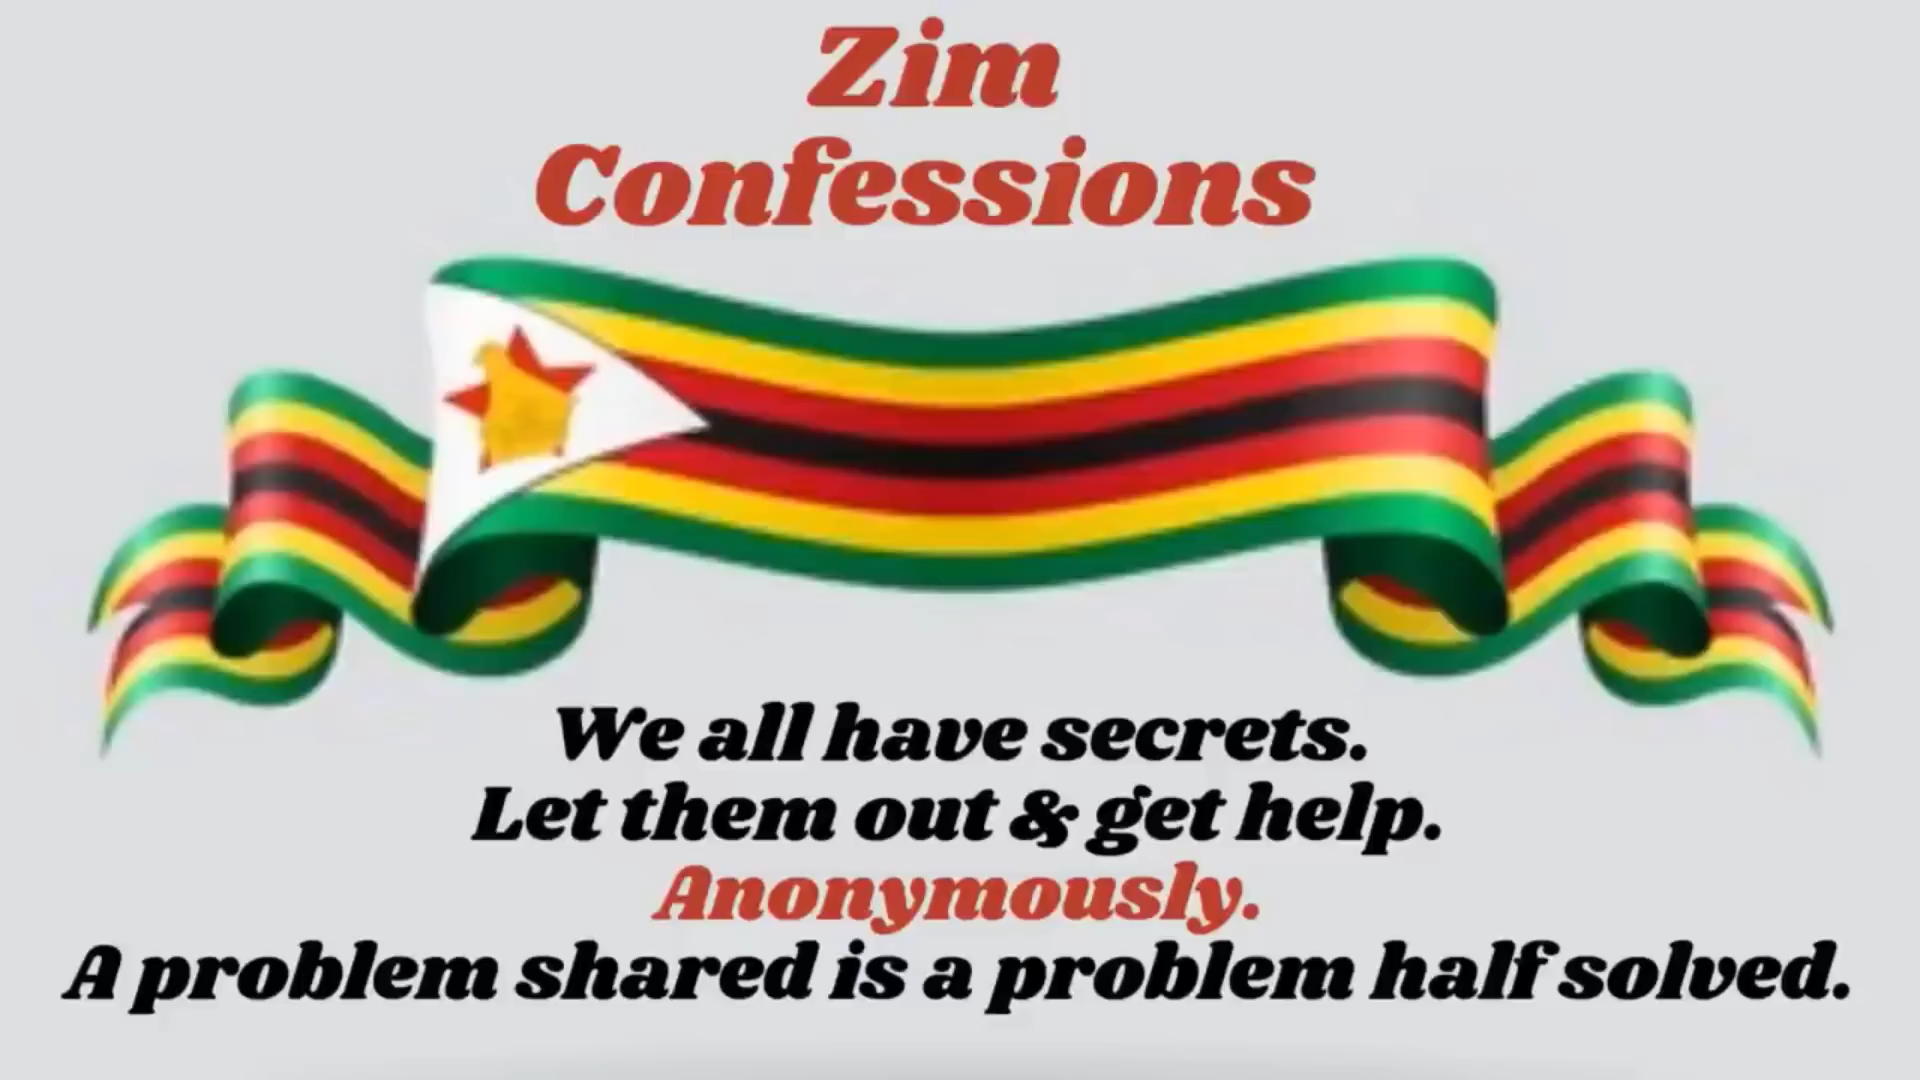 Zim
Confessions
We all have secrets.
Let them out & get help.
Anonymously.
A problem shared is a problem half solved.